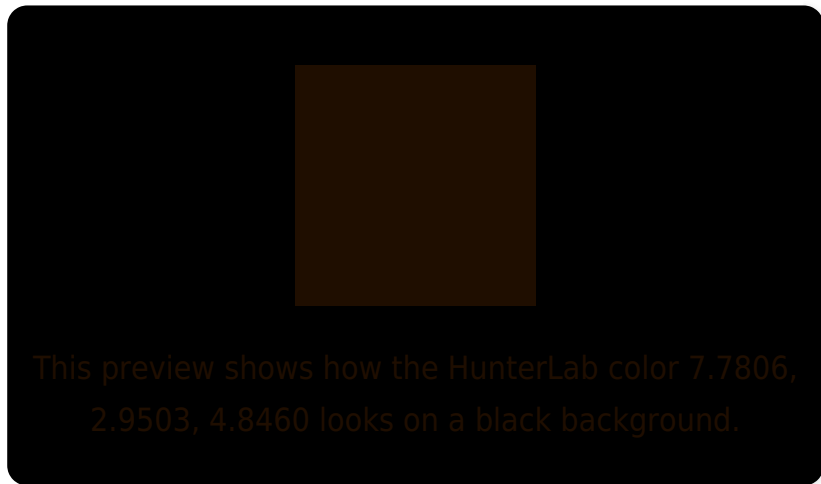 This preview shows how the HunterLab color 7.7806,
2.9503, 4.8460 looks on a black background.